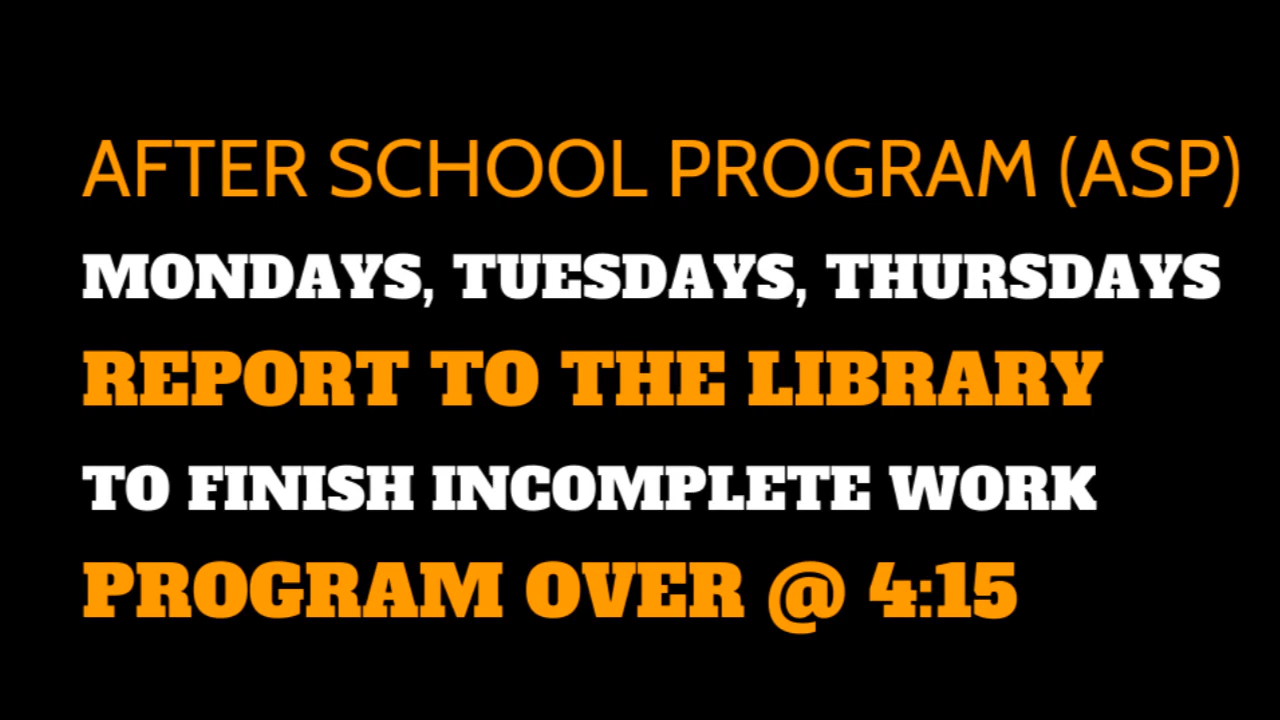 AFTER SCHOOL PROGRAM (ASP)
MONDAYS, TUESDAYS, THURSDAYS
REPORT TO THE LIBRARY
TO FINISH INCOMPLETE WORK
PROGRAM OVER @ 4:15